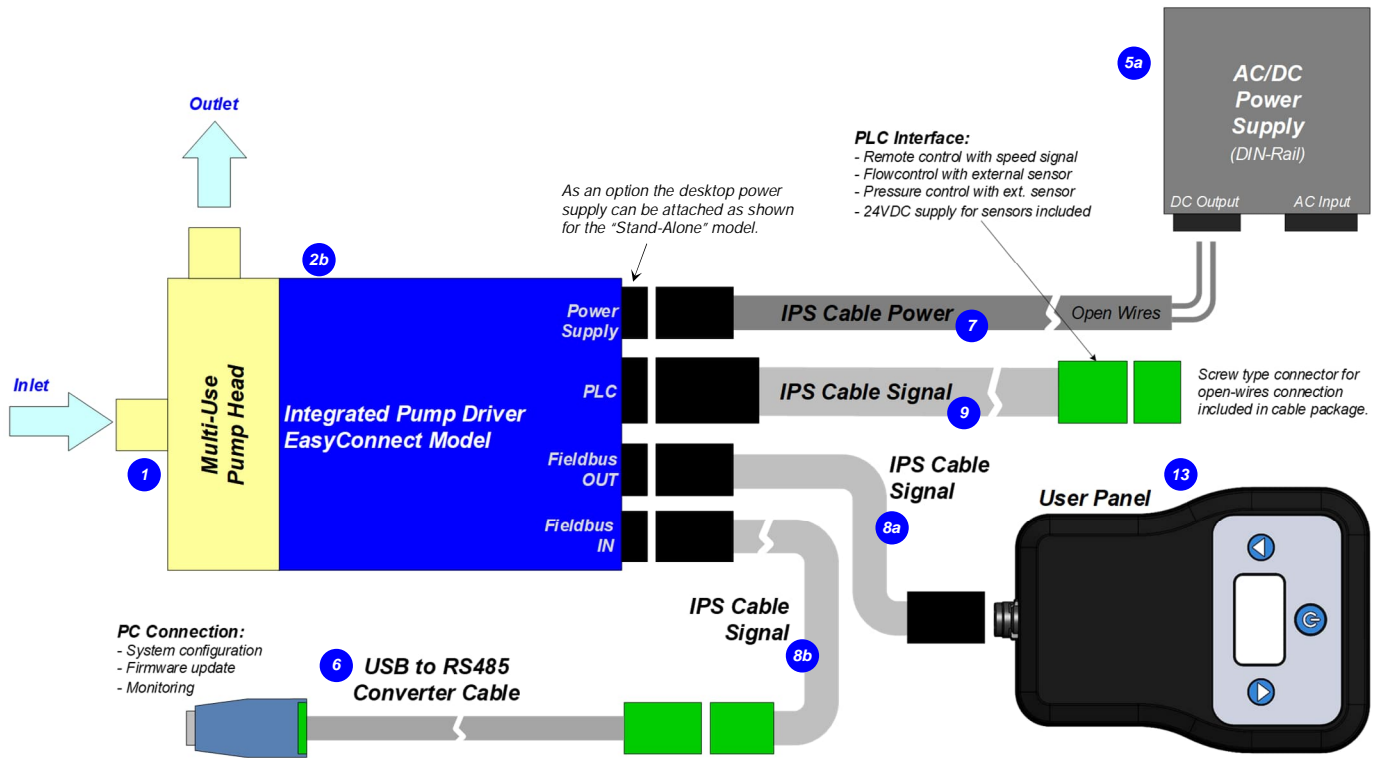 5a
AC/DC
Power
Supply
(DIN-Rail)
DC Output
AC Input
Outlet
PLC Interface:
- Remote control with speed signal
- Flowcontrol with external sensor
- Pressure control with ext. sensor
- 24VDC supply for sensors included
As an option the desktop power
supply can be attached as shown
for the “Stand-Alone” model.
2b
Power
Supply
IPS Cable Power
7
Open Wires
Inlet
Multi-Use
Pump Head
Integrated Pump Driver
EasyConnect Model
PLC
IPS Cable Signal
9
Screw type connector for
open-wires connection
included in cable package.
1
Fieldbus
OUT
IPS Cable
Signal
8a
User Panel
13
Fieldbus
IN
IPS Cable
Signal
8b
PC Connection:
- System configuration
- Firmware update
- Monitoring
6
USB to RS485
Converter Cable